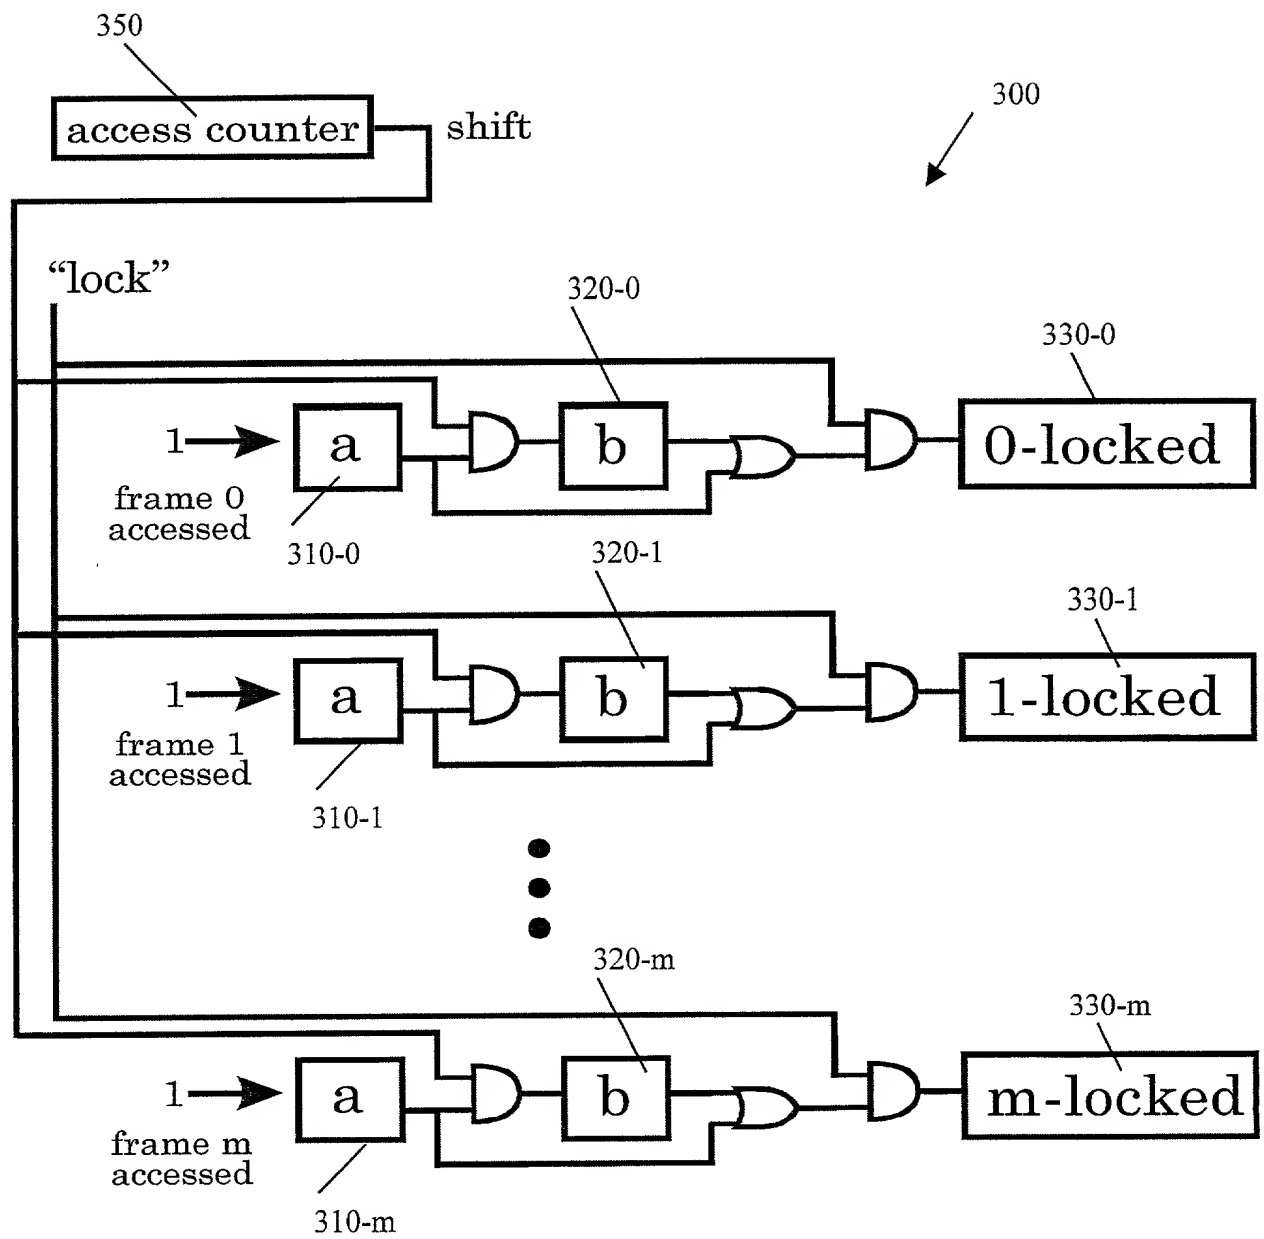 350
access counter
shift
300
“lock”
320-0
330-0
1
a
b
0-locked
frame 0
accessed
310-0
320-1
330-1
1
a
b
1-locked
frame 1
accessed
310-1
320-m
330-m
1
a
b
m-locked
frame m
accessed
310-m